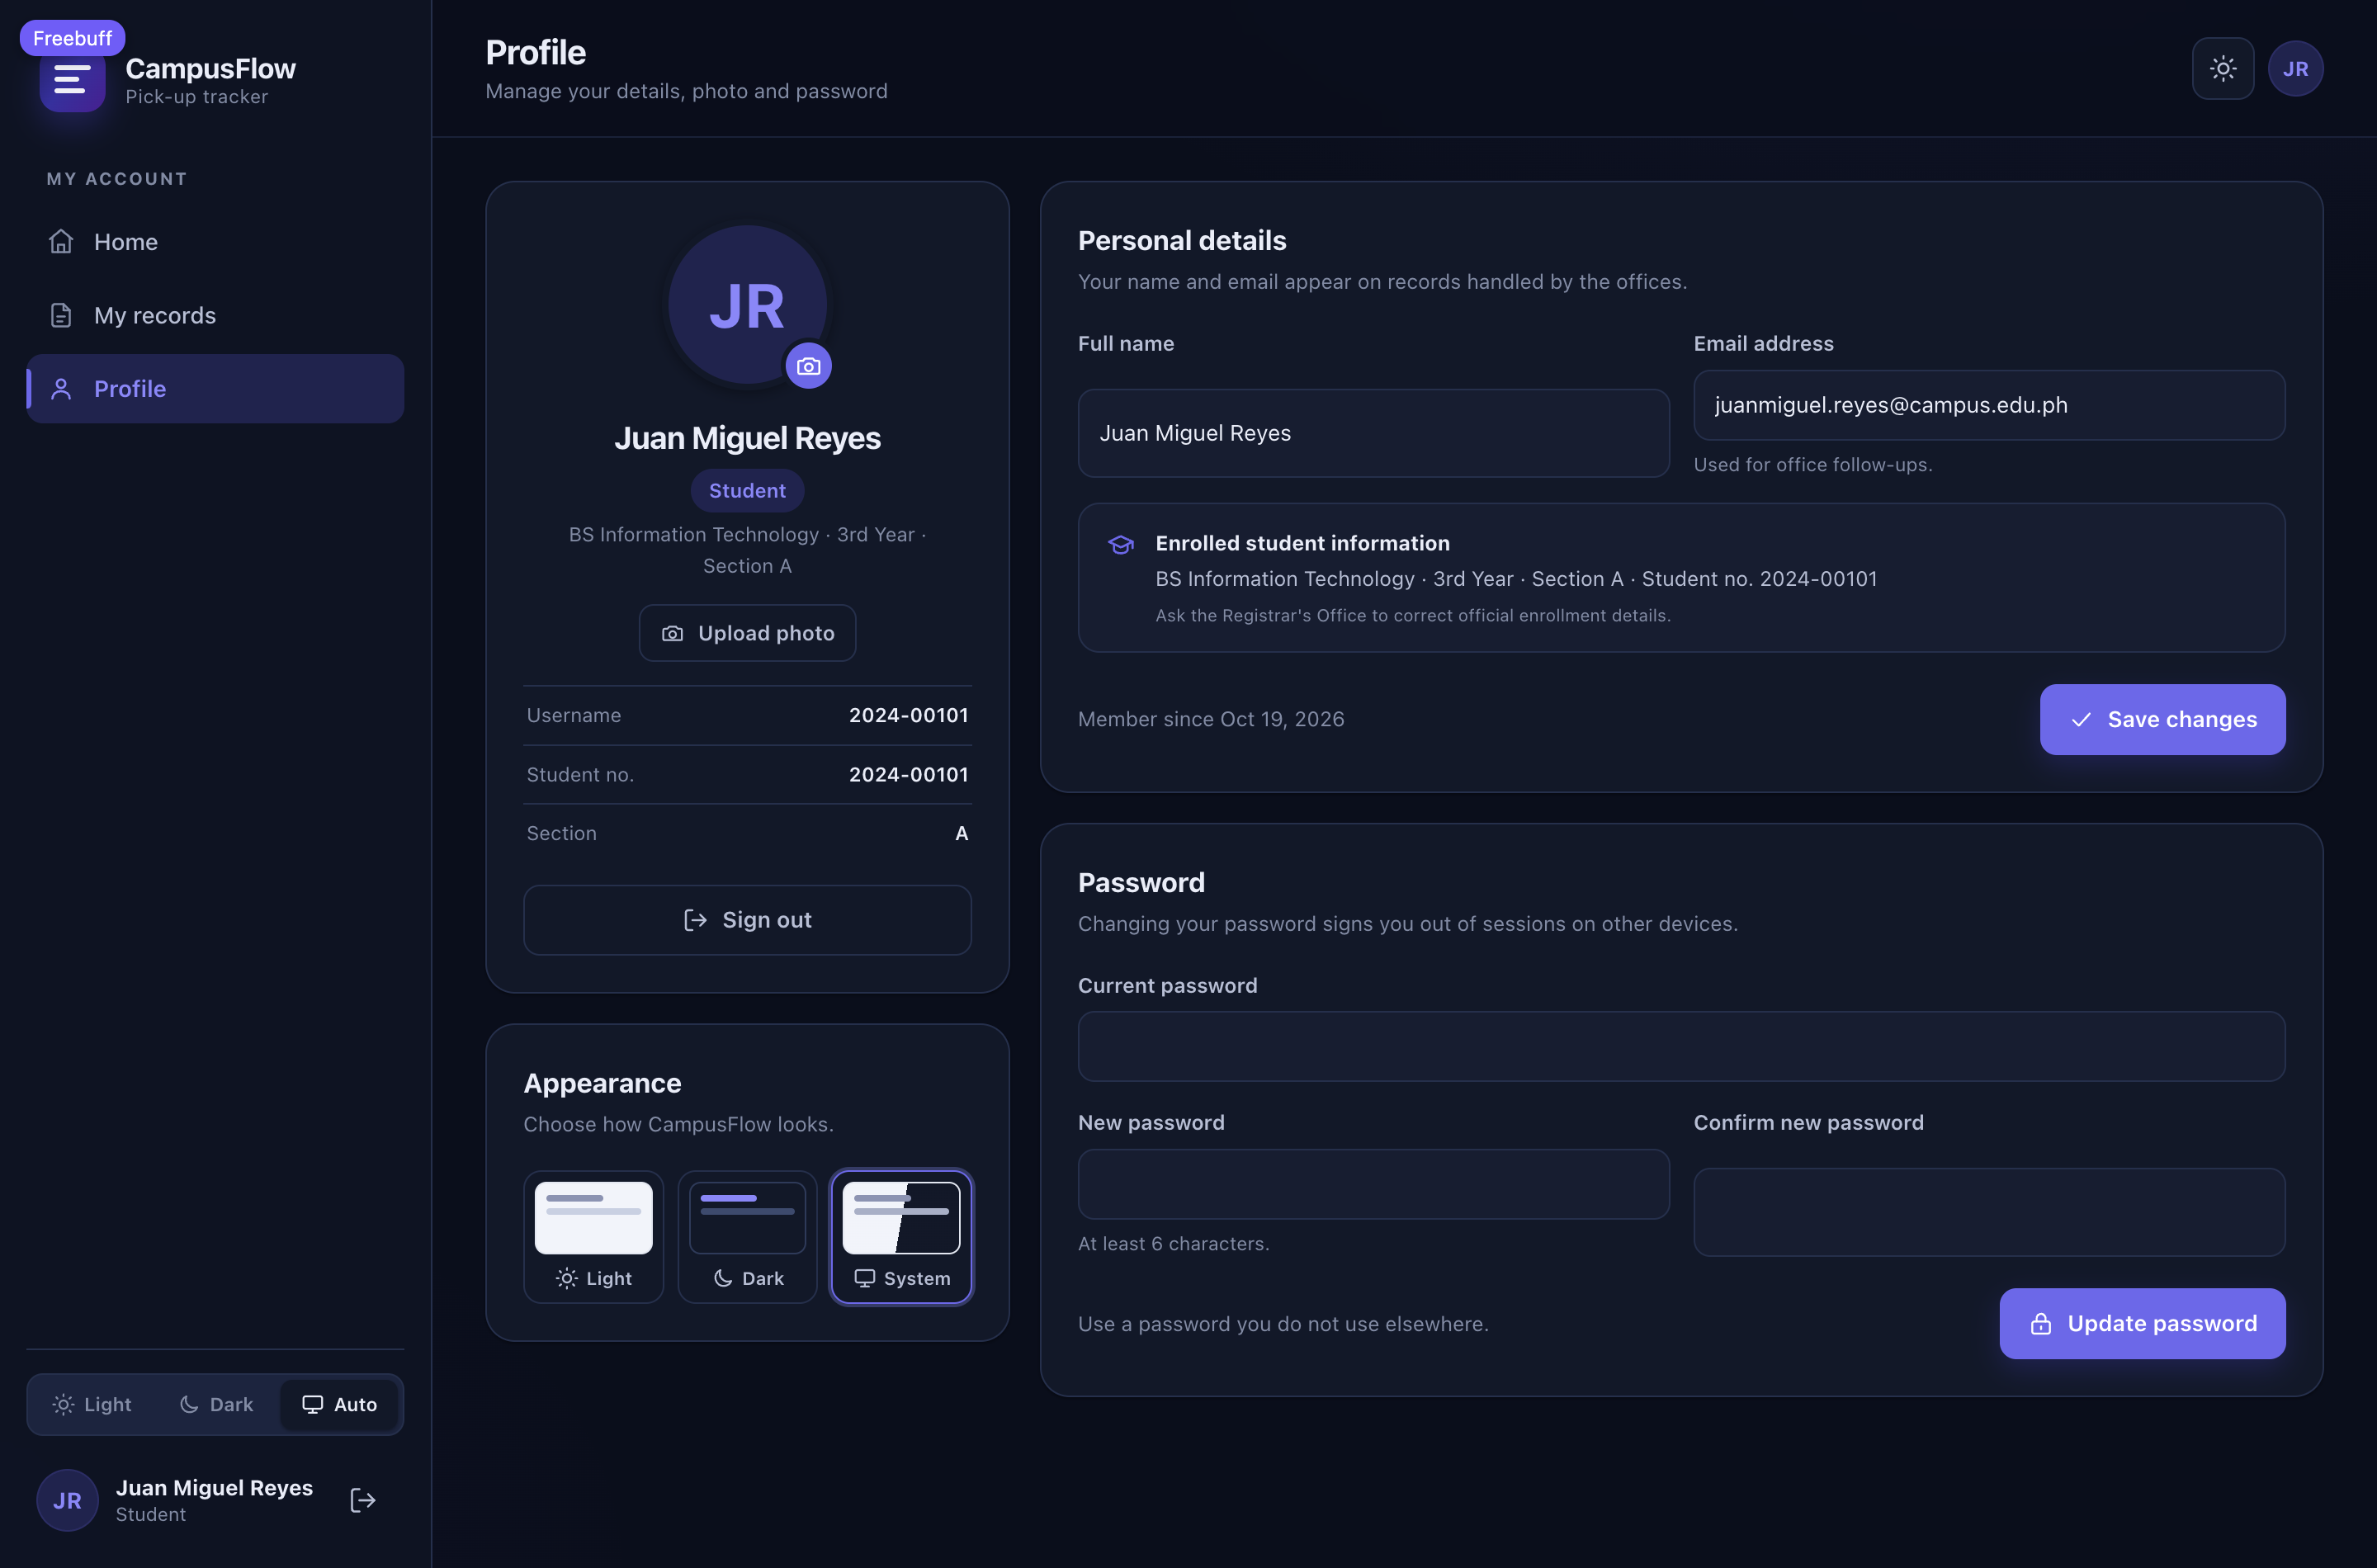 Freebuff
CampusFlow
Pick-up tracker
MY ACCOUNT
Home
My records
Profile
Light
Dark
Auto
JR
Juan Miguel Reyes
Student
Profile
Manage your details, photo and password
JR
JR
Juan Miguel Reyes
Student
BS Information Technology · 3rd Year ·
Section A
Upload photo
Username 2024-00101
Student no. 2024-00101
Section A
Sign out
Appearance
Choose how CampusFlow looks.
Light
Dark
System
Personal details
Your name and email appear on records handled by the offices.
Full name
Juan Miguel Reyes
Email address
juanmiguel.reyes@campus.edu.ph
Used for office follow-ups.
Enrolled student information
BS Information Technology · 3rd Year · Section A · Student no. 2024-00101
Ask the Registrar's Office to correct official enrollment details.
Member since Oct 19, 2026
Save changes
Password
Changing your password signs you out of sessions on other devices.
Current password
New password
At least 6 characters.
Confirm new password
Use a password you do not use elsewhere.
Update password